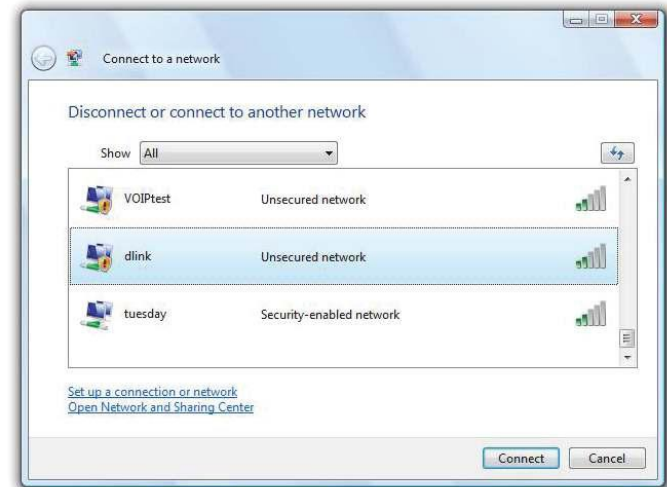 Connect to a network
Disconnect or connect to another network
Show All
VOIPtest Unsecured network
dlink Unsecured network
tuesday Security-enabled network
Set up a connection or network
Open Network and Sharing Center
Connect Cancel